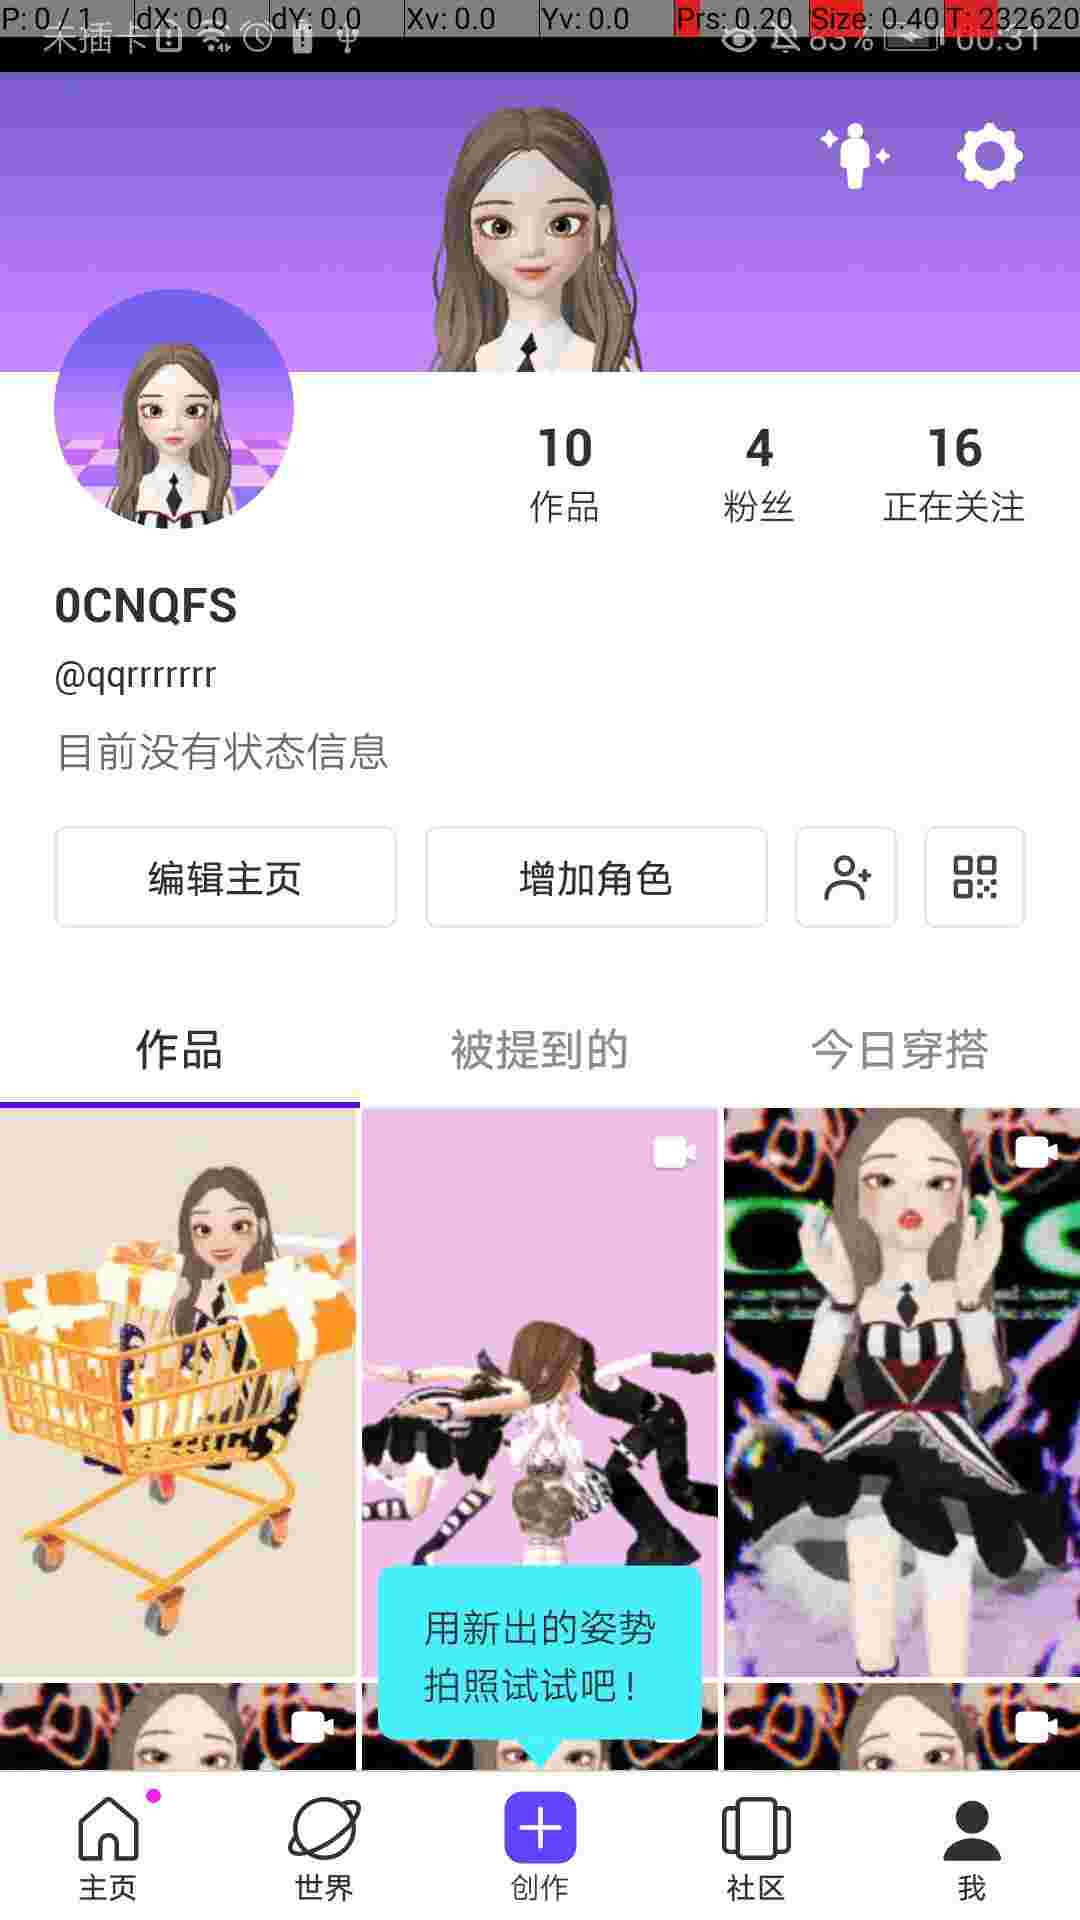 P: 0 / 1 dX: 0.0 dY: 0.0 Xv: 0.0 Yv: 0.0 Prs: 0.20 Size: 0.40 T: 232620
未插卡 83% 00:31
10 4 16
作品 粉丝 正在关注
0CNQFS
@qqrrrrrrr
目前没有状态信息
编辑主页 增加角色
作品 被提到的 今日穿搭
用新出的姿势
拍照试试吧！
主页 世界 创作 社区 我